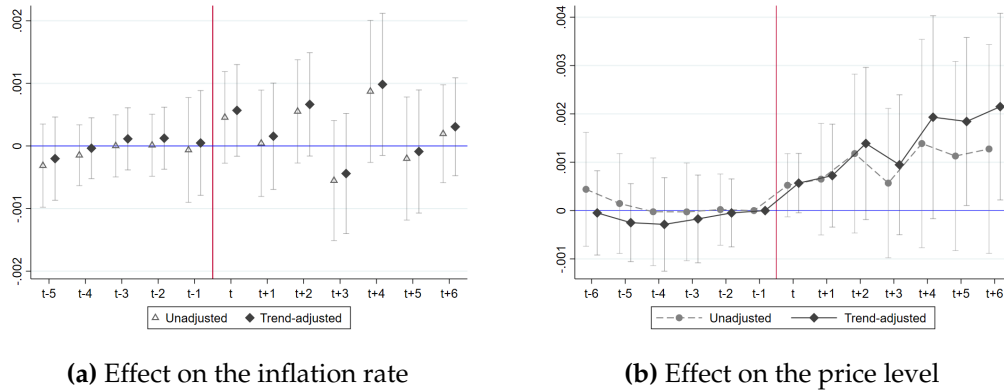 .002
.001
0
-.001
-.002
t-5 t-4 t-3 t-2 t-1 t t+1 t+2 t+3 t+4 t+5 t+6
Unadjusted Trend-adjusted
(a) Effect on the inflation rate
.004
.003
.002
.001
0
-.001
t-6 t-5 t-4 t-3 t-2 t-1 t t+1 t+2 t+3 t+4 t+5 t+6
Unadjusted Trend-adjusted
(b) Effect on the price level